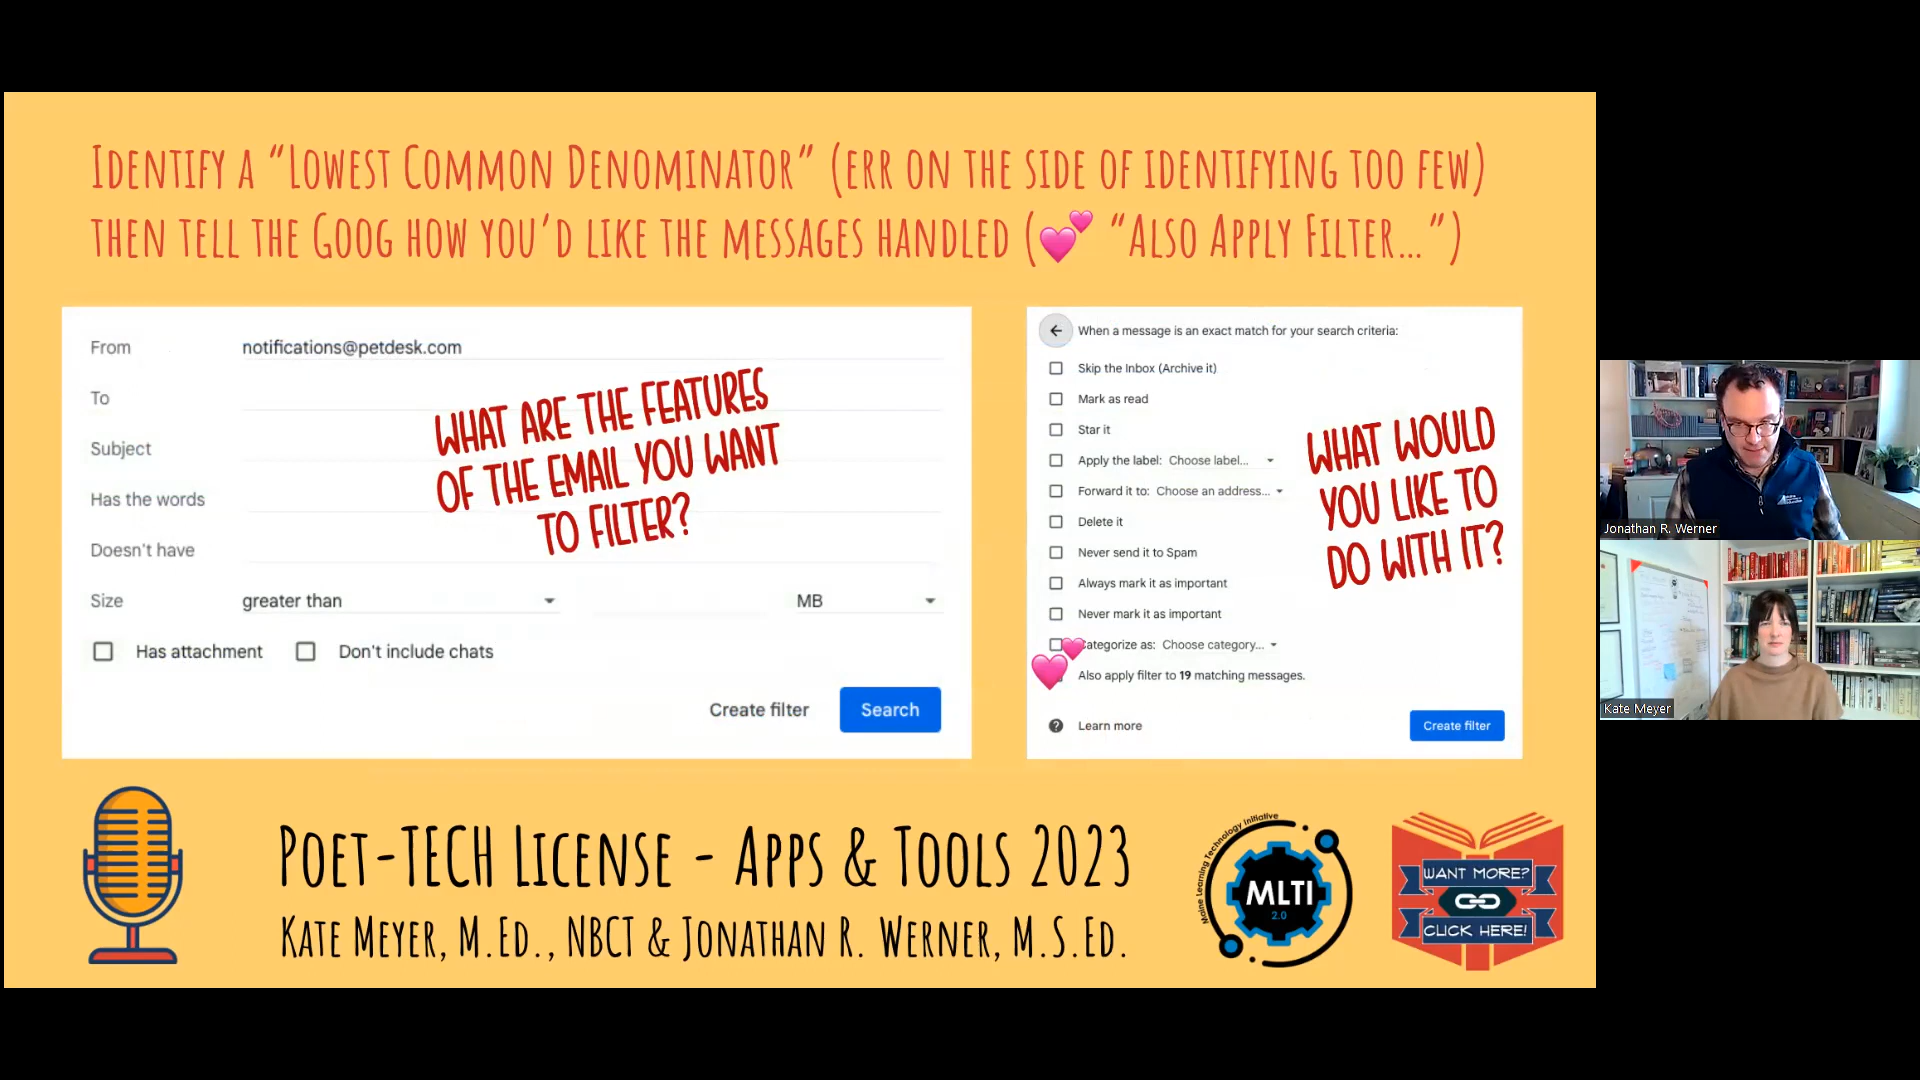 Identify a “Lowest Common Denominator” (err on the side of identifying too few)
then tell the Goog how you’d like the messages handled (💕 “Also Apply Filter...”)
From notifications@petdesk.com
To
Subject
Has the words
Doesn't have
Size greater than MB
Has attachment Don't include chats
Create filter Search
WHAT ARE THE FEATURES
OF THE EMAIL YOU WANT
TO FILTER?
When a message is an exact match for your search criteria:
Skip the Inbox (Archive it)
Mark as read
Star it
Apply the label: Choose label...
Forward it to: Choose an address...
Delete it
Never send it to Spam
Always mark it as important
Never mark it as important
ategorize as: Choose category...
Also apply filter to 19 matching messages.
Learn more
Create filter
WHAT WOULD
YOU LIKE TO
DO WITH IT?
Poet-TECH License - Apps & Tools 2023
Kate Meyer, M.Ed., NBCT & Jonathan R. Werner, M.S.Ed.
Maine Learning Technology Initiative
MLTI
2.0
WANT MORE?
CLICK HERE!
Jonathan R. Werner
Kate Meyer